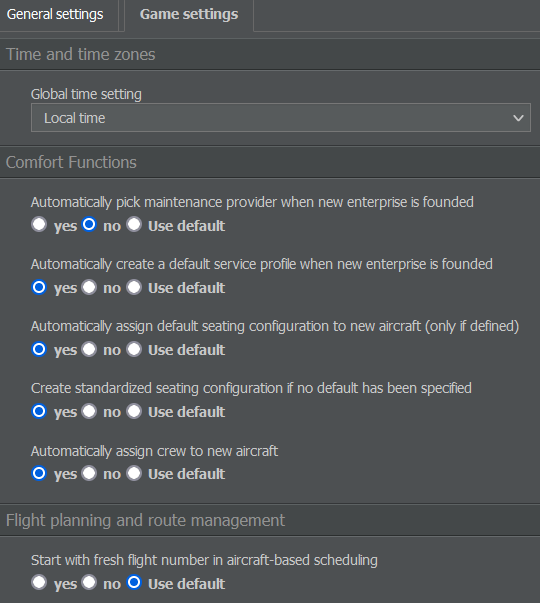 General settings Game settings
Time and time zones
Global time setting
Local time
Comfort Functions
Automatically pick maintenance provider when new enterprise is founded
yes no Use default
Automatically create a default service profile when new enterprise is founded
yes no Use default
Automatically assign default seating configuration to new aircraft (only if defined)
yes no Use default
Create standardized seating configuration if no default has been specified
yes no Use default
Automatically assign crew to new aircraft
yes no Use default
Flight planning and route management
Start with fresh flight number in aircraft-based scheduling
yes no Use default